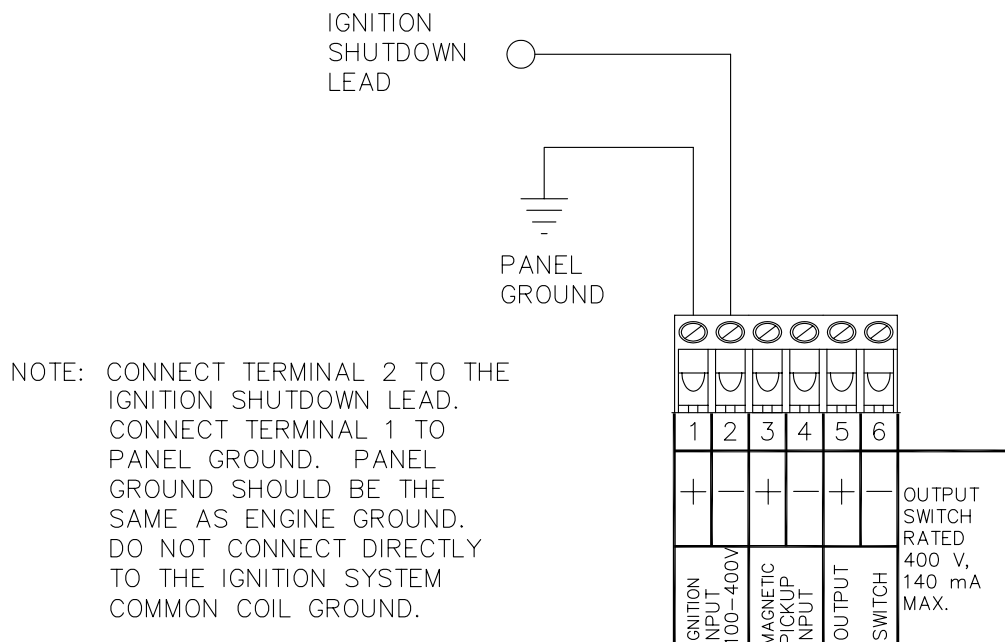 IGNITION
SHUTDOWN
LEAD
PANEL
GROUND
NOTE: CONNECT TERMINAL 2 TO THE
IGNITION SHUTDOWN LEAD.
CONNECT TERMINAL 1 TO
PANEL GROUND. PANEL
GROUND SHOULD BE THE
SAME AS ENGINE GROUND.
DO NOT CONNECT DIRECTLY
TO THE IGNITION SYSTEM
COMMON COIL GROUND.
1 2 3 4 5 6
+ − + − + −
IGNITION
INPUT
100-400V
MAGNETIC
PICKUP
INPUT
OUTPUT
SWITCH
OUTPUT
SWITCH
RATED
400 V,
140 mA
MAX.